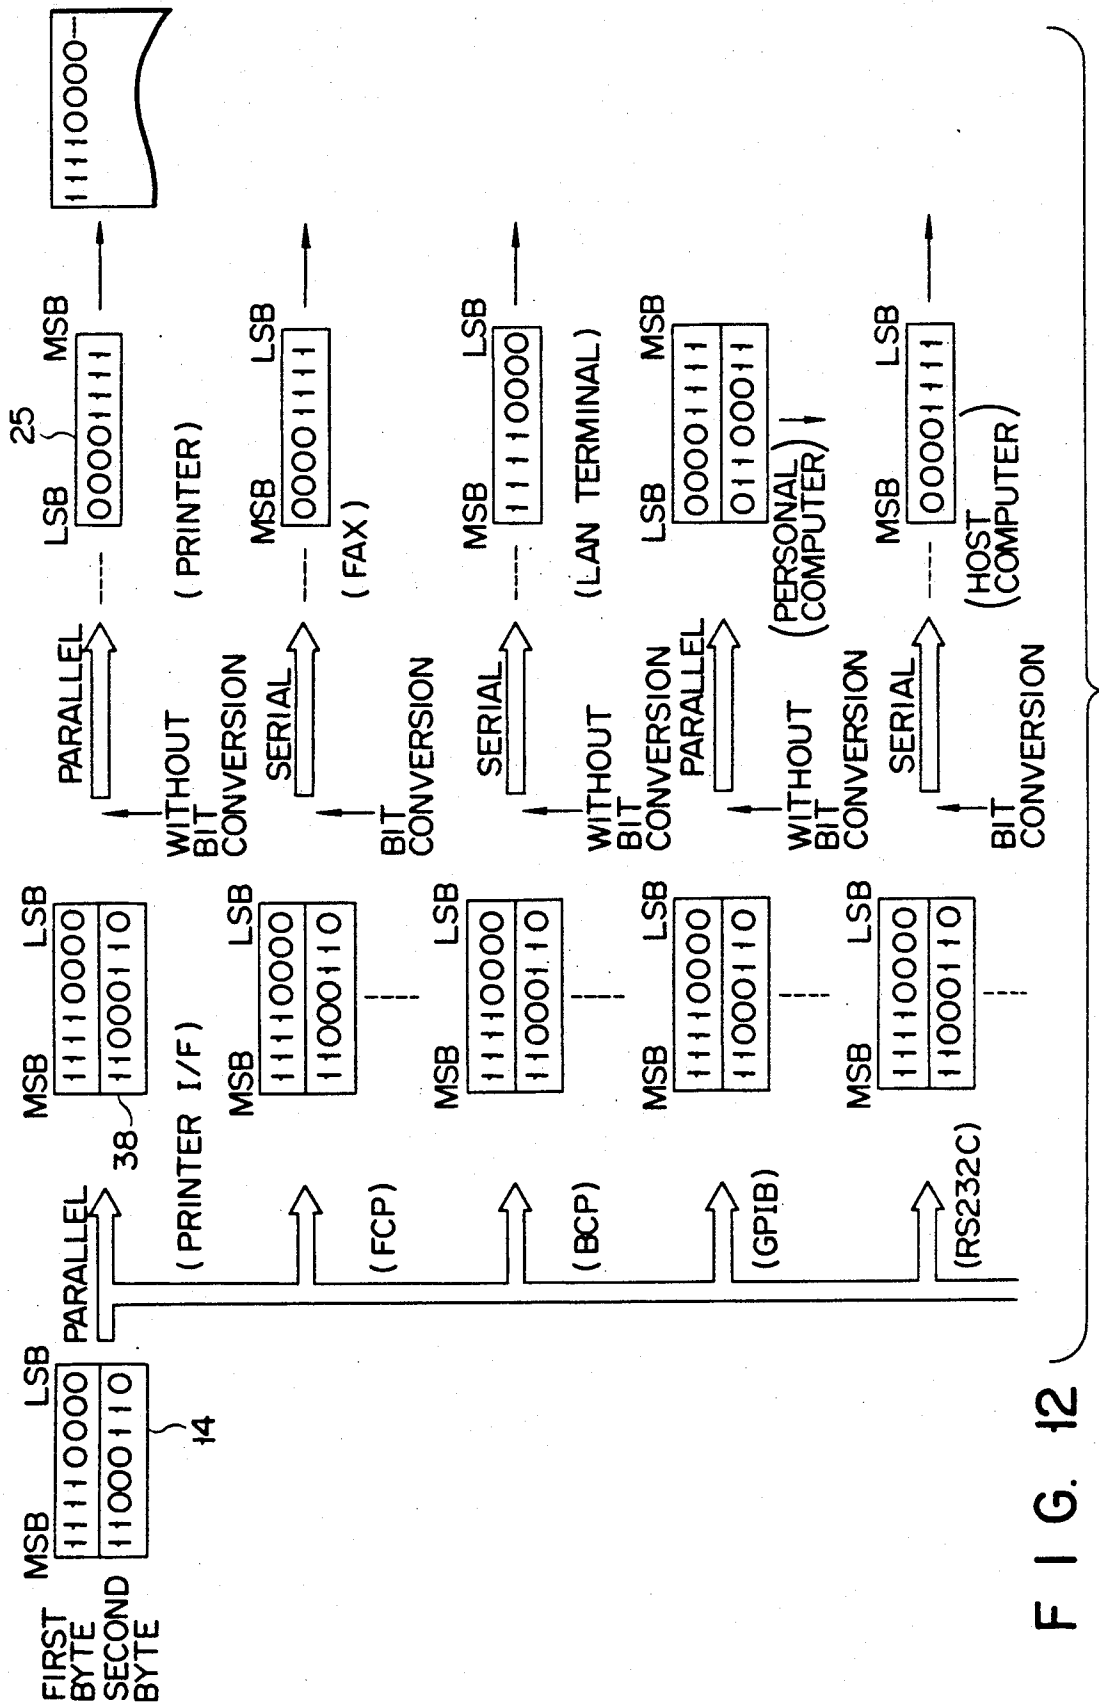 FIRST
BYTE
SECOND
BYTE
MSB LSB
11110000
11000110
14
PARALLEL
MSB LSB
11110000
11000110
38
(PRINTER I/F)
PARALLEL
WITHOUT
BIT
CONVERSION
LSB MSB
00001111
25
(PRINTER)
11110000
(FCP)
MSB LSB
11110000
11000110
SERIAL
BIT
CONVERSION
MSB LSB
00001111
(FAX)
(BCP)
MSB LSB
11110000
11000110
SERIAL
WITHOUT
BIT
CONVERSION
MSB LSB
11110000
(LAN TERMINAL)
(GPIB)
MSB LSB
11110000
11000110
PARALLEL
WITHOUT
BIT
CONVERSION
LSB MSB
00001111
01100011
(PERSONAL
COMPUTER)
(RS232C)
MSB LSB
11110000
11000110
SERIAL
BIT
CONVERSION
MSB LSB
00001111
(HOST
COMPUTER)
FIG. 12